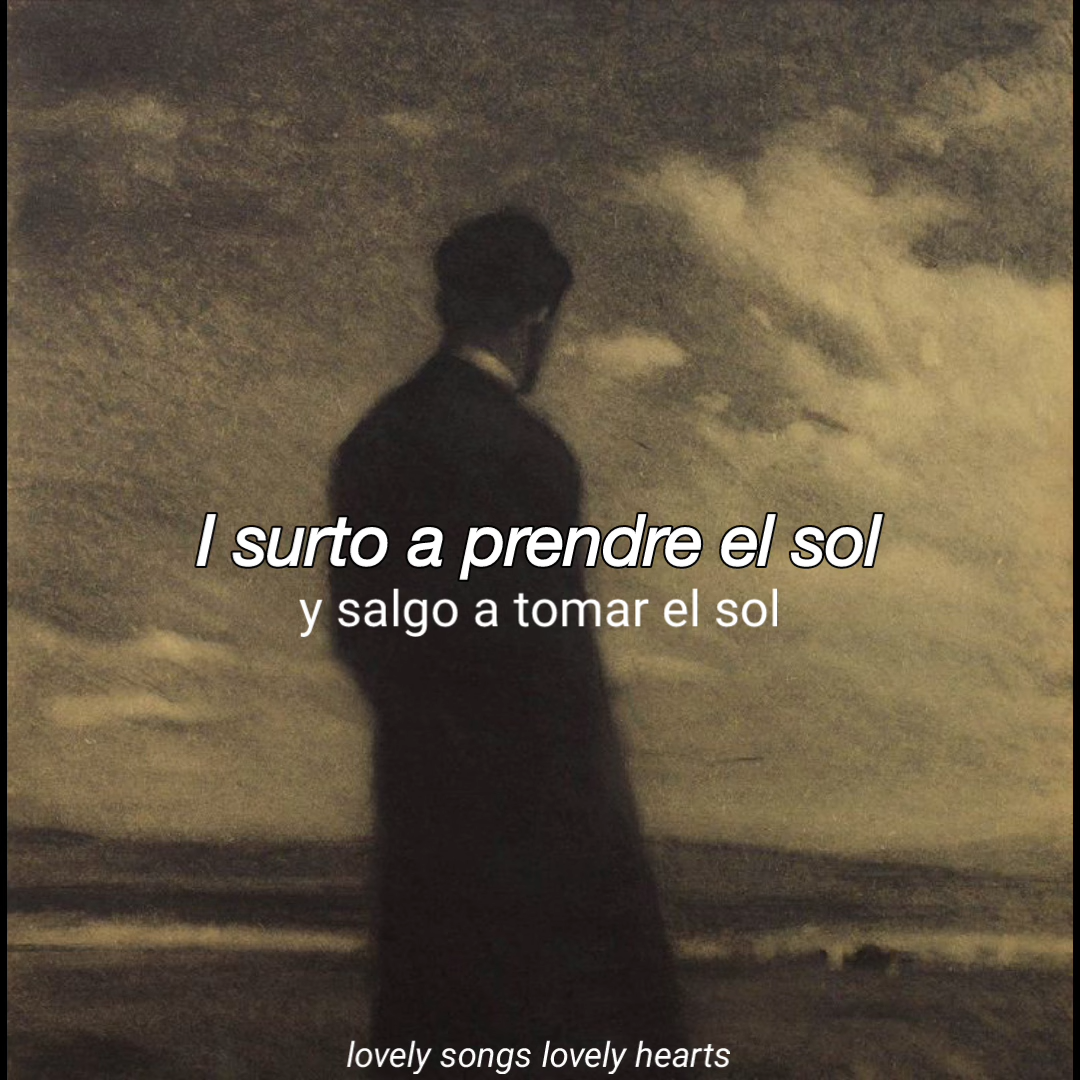 I surto a prendre el sol
y salgo a tomar el sol
lovely songs lovely hearts